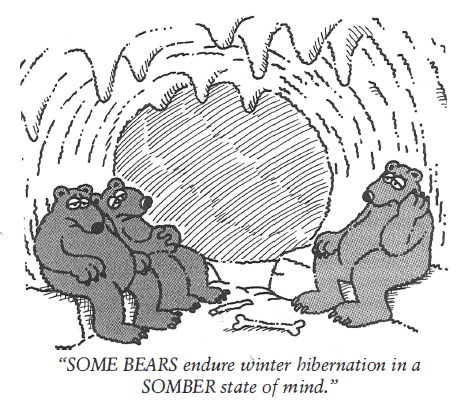 “SOME BEARS endure winter hibernation in a
SOMBER state of mind.”